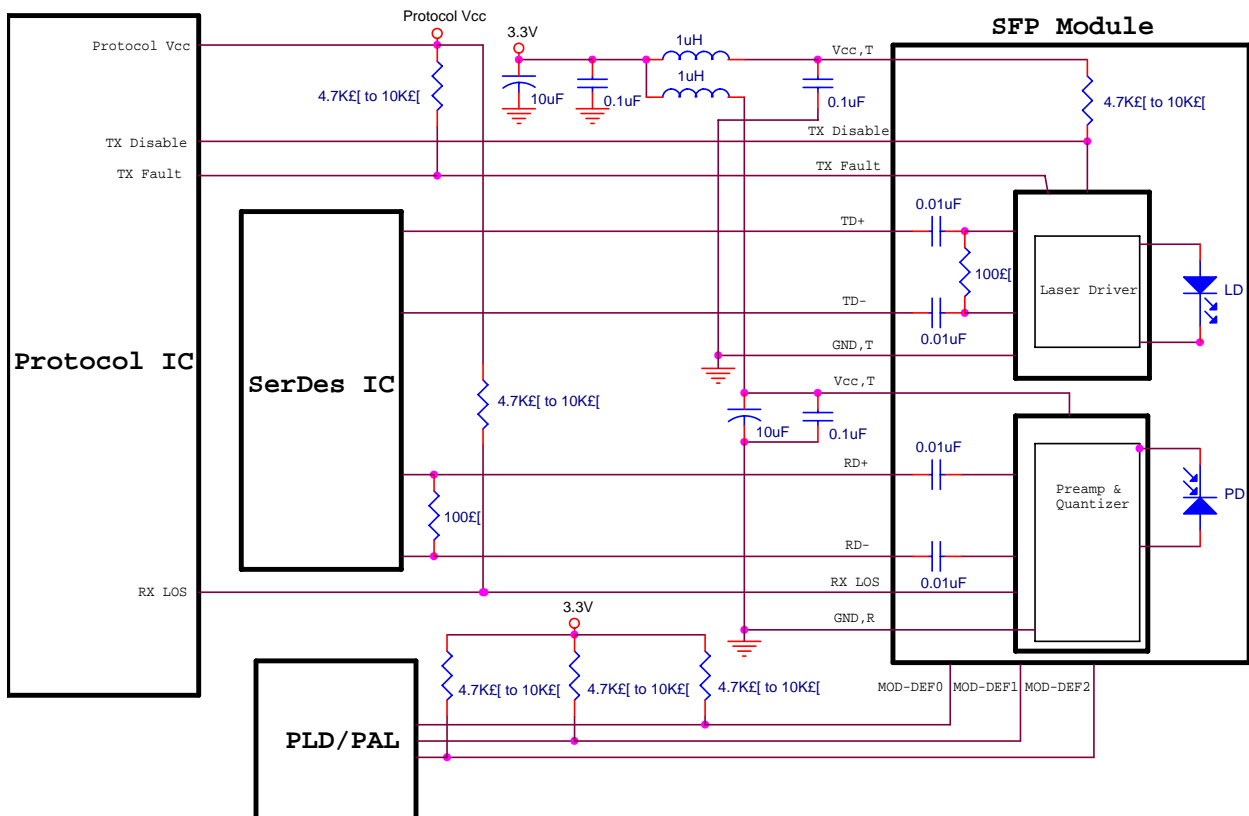 Protocol Vcc
SFP Module
Protocol Vcc
3.3V
1uH
Vcc,T
1uH
4.7K£[ to 10K£[
10uF
0.1uF
0.1uF
4.7K£[ to 10K£[
TX Disable
TX Disable
TX Fault
TX Fault
0.01uF
TD+
100£[
Laser Driver
LD
TD-
0.01uF
GND,T
Protocol IC
SerDes IC
Vcc,T
4.7K£[ to 10K£[
10uF
0.1uF
0.01uF
RD+
Preamp &
Quantizer
PD
100£[
RD-
0.01uF
RX LOS
RX LOS
3.3V
GND,R
4.7K£[ to 10K£[
4.7K£[ to 10K£[
4.7K£[ to 10K£[
MOD-DEF0
MOD-DEF1
MOD-DEF2
PLD/PAL